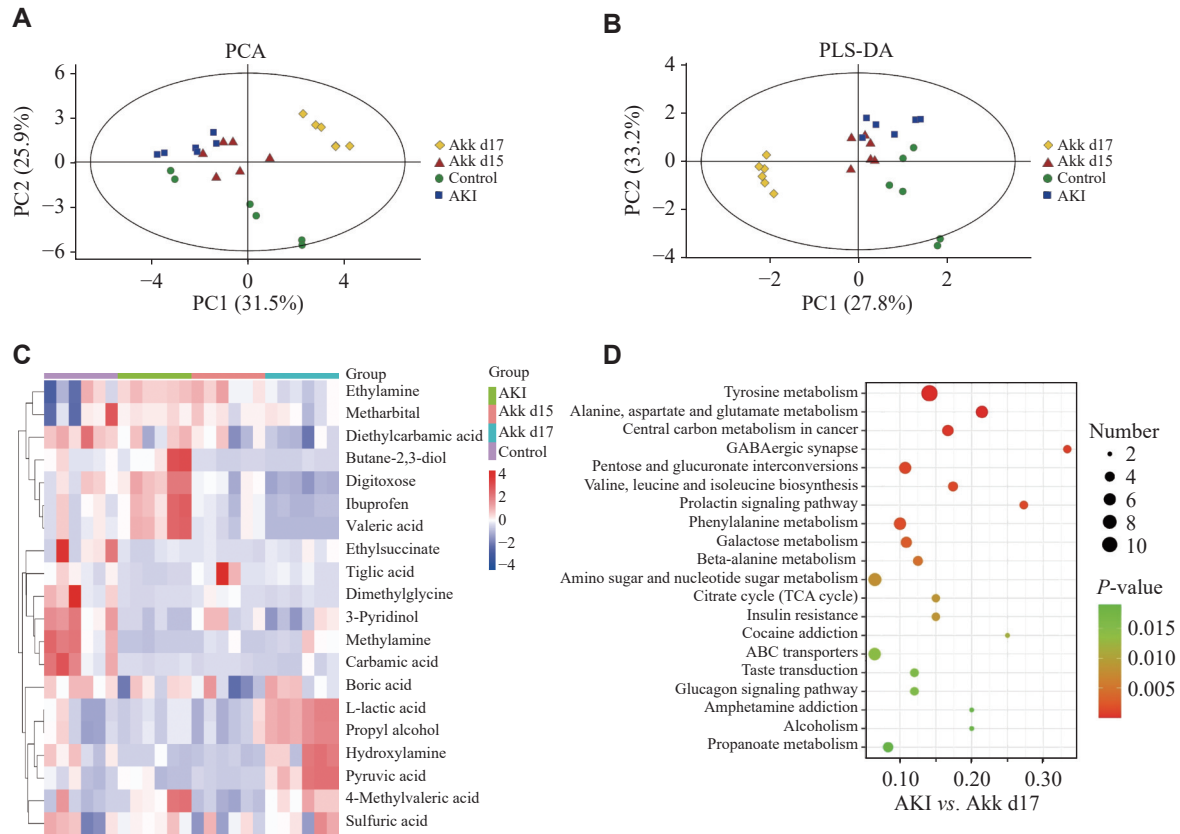 A
PCA
6
3
0
−3
−6
PC2 (25.9%)
−4
0
4
PC1 (31.5%)
Akk d17
Akk d15
Control
AKI
B
PLS-DA
4
2
0
−2
−4
PC2 (33.2%)
−2
0
2
PC1 (27.8%)
Akk d17
Akk d15
Control
AKI
C
Group
Ethylamine
Metharbital
Diethylcarbamic acid
Butane-2,3-diol
Digitoxose
Ibuprofen
Valeric acid
Ethylsuccinate
Tiglic acid
Dimethylglycine
3-Pyridinol
Methylamine
Carbamic acid
Boric acid
L-lactic acid
Propyl alcohol
Hydroxylamine
Pyruvic acid
4-Methylvaleric acid
Sulfuric acid
Group
AKI
Akk d15
Akk d17
Control
4
2
0
−2
−4
D
Tyrosine metabolism
Alanine, aspartate and glutamate metabolism
Central carbon metabolism in cancer
GABAergic synapse
Pentose and glucuronate interconversions
Valine, leucine and isoleucine biosynthesis
Prolactin signaling pathway
Phenylalanine metabolism
Galactose metabolism
Beta-alanine metabolism
Amino sugar and nucleotide sugar metabolism
Citrate cycle (TCA cycle)
Insulin resistance
Cocaine addiction
ABC transporters
Taste transduction
Glucagon signaling pathway
Amphetamine addiction
Alcoholism
Propanoate metabolism
0.10 0.20 0.30
AKI vs. Akk d17
Number
2
4
6
8
10
P-value
0.015
0.010
0.005